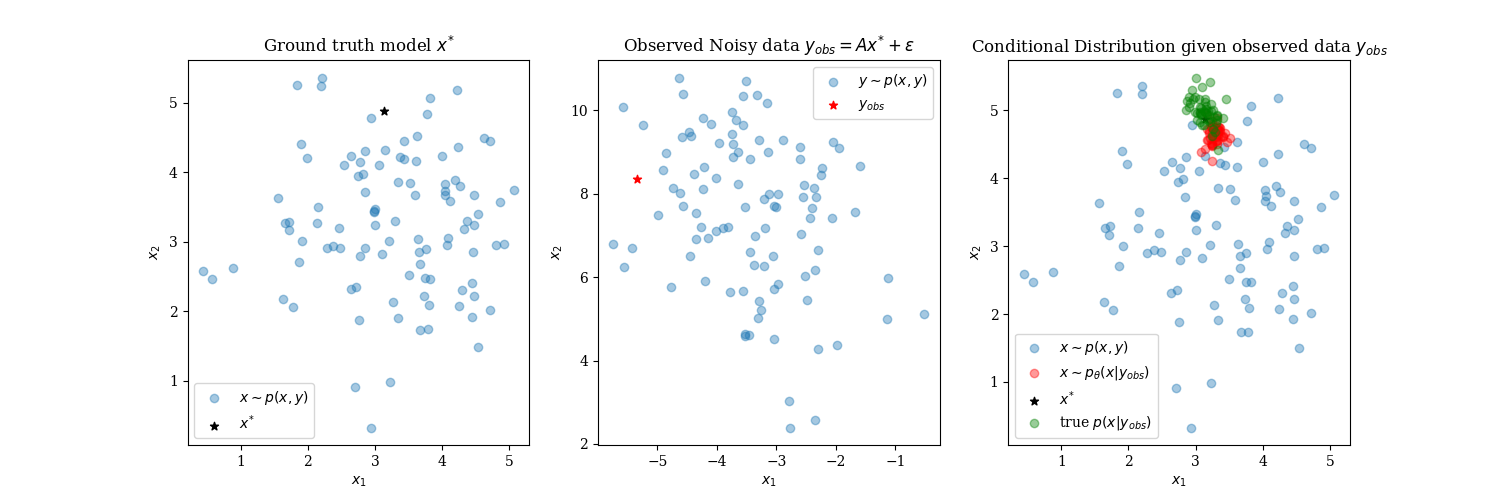 Ground truth model x*
5
4
3
2
1
x₂
x ~ p(x, y)
x*
1 2 3 4 5
x₁
Observed Noisy data y_obs = Ax* + ε
10
8
6
4
2
x₂
y ~ p(x, y)
y_obs
−5 −4 −3 −2 −1
x₁
Conditional Distribution given observed data y_obs
5
4
3
2
1
x₂
x ~ p(x, y)
x ~ p_θ(x|y_obs)
x*
true p(x|y_obs)
1 2 3 4 5
x₁